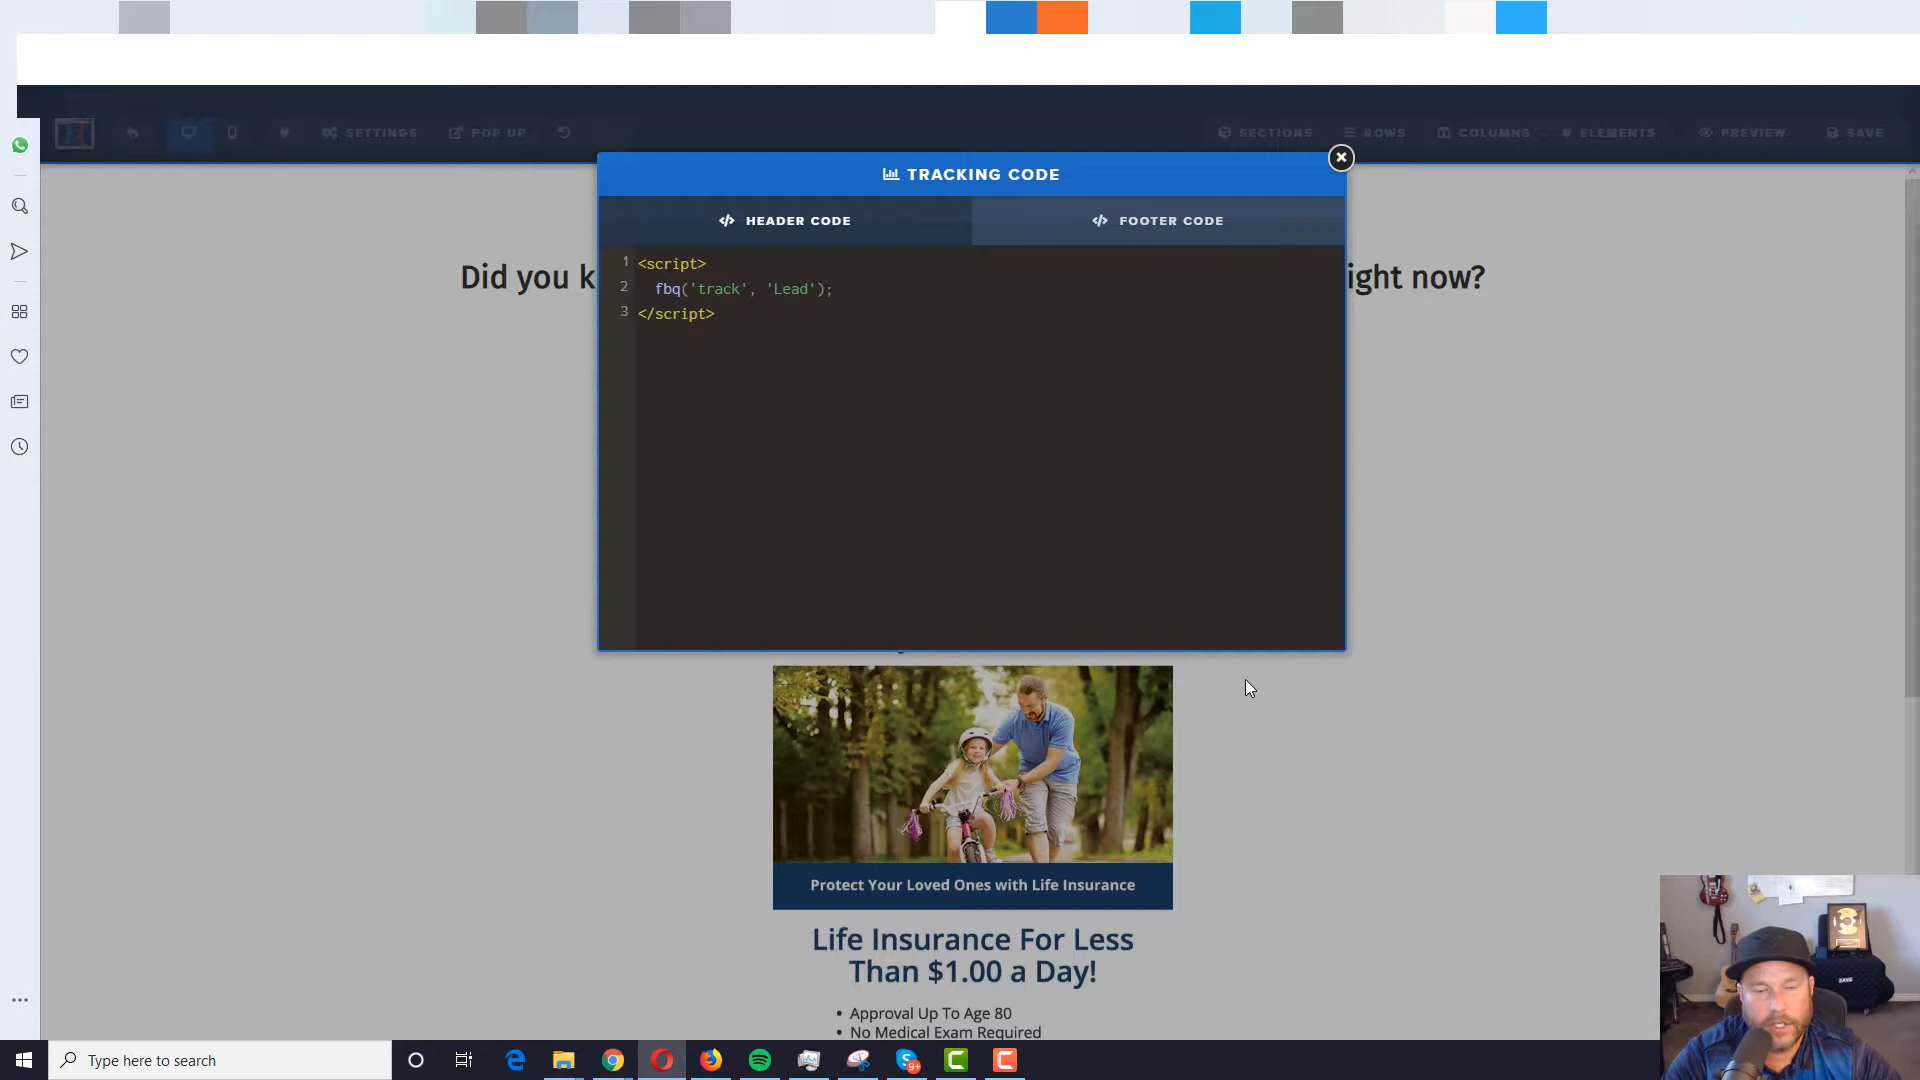 SETTINGS
POP UP
SECTIONS
ROWS
COLUMNS
ELEMENTS
PREVIEW
SAVE
TRACKING CODE
</> HEADER CODE
</> FOOTER CODE
1 <script>
2 fbq('track', 'Lead');
3 </script>
Did you k
ight now?
Protect Your Loved Ones with Life Insurance
Life Insurance For Less
Than $1.00 a Day!
• Approval Up To Age 80
• No Medical Exam Required
Type here to search
9+